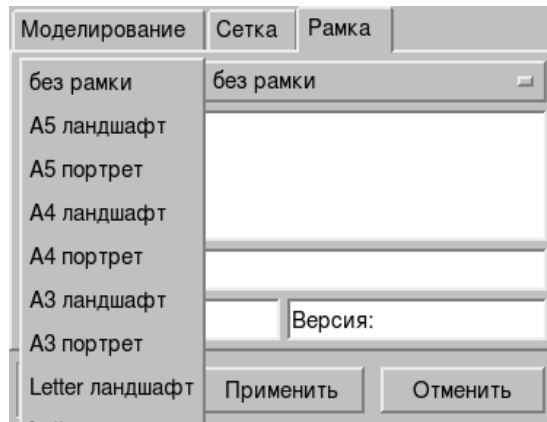 Моделирование Сетка Рамка
без рамки
без рамки
А5 ландшафт
А5 портрет
А4 ландшафт
А4 портрет
А3 ландшафт
Версия:
А3 портрет
Letter ландшафт
Применить Отменить